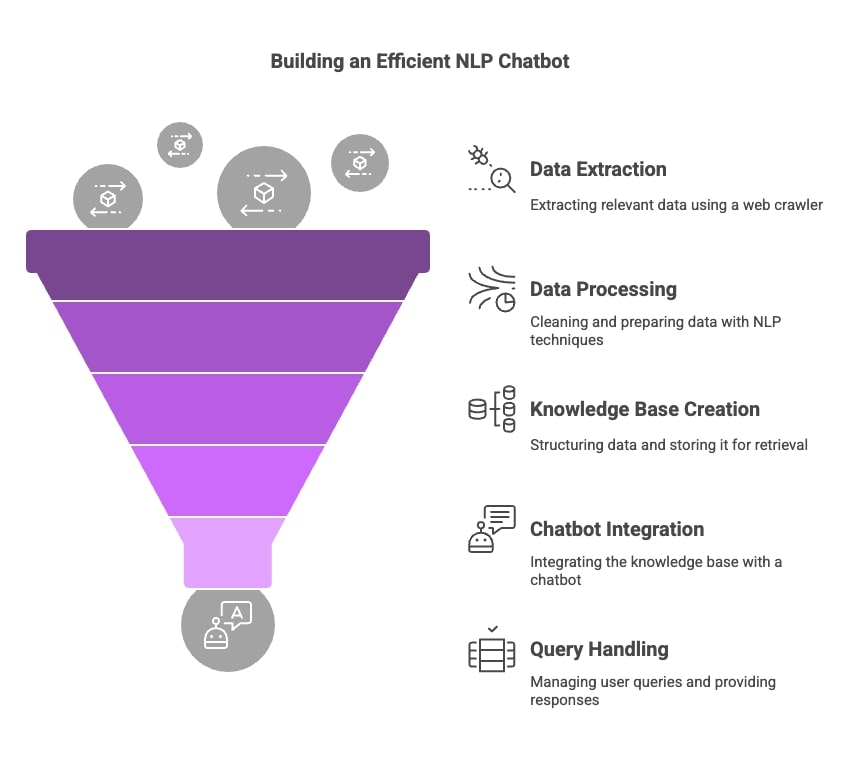 Building an Efficient NLP Chatbot
Data Extraction
Extracting relevant data using a web crawler
Data Processing
Cleaning and preparing data with NLP
techniques
Knowledge Base Creation
Structuring data and storing it for retrieval
Chatbot Integration
Integrating the knowledge base with a
chatbot
A
Query Handling
Managing user queries and providing
responses